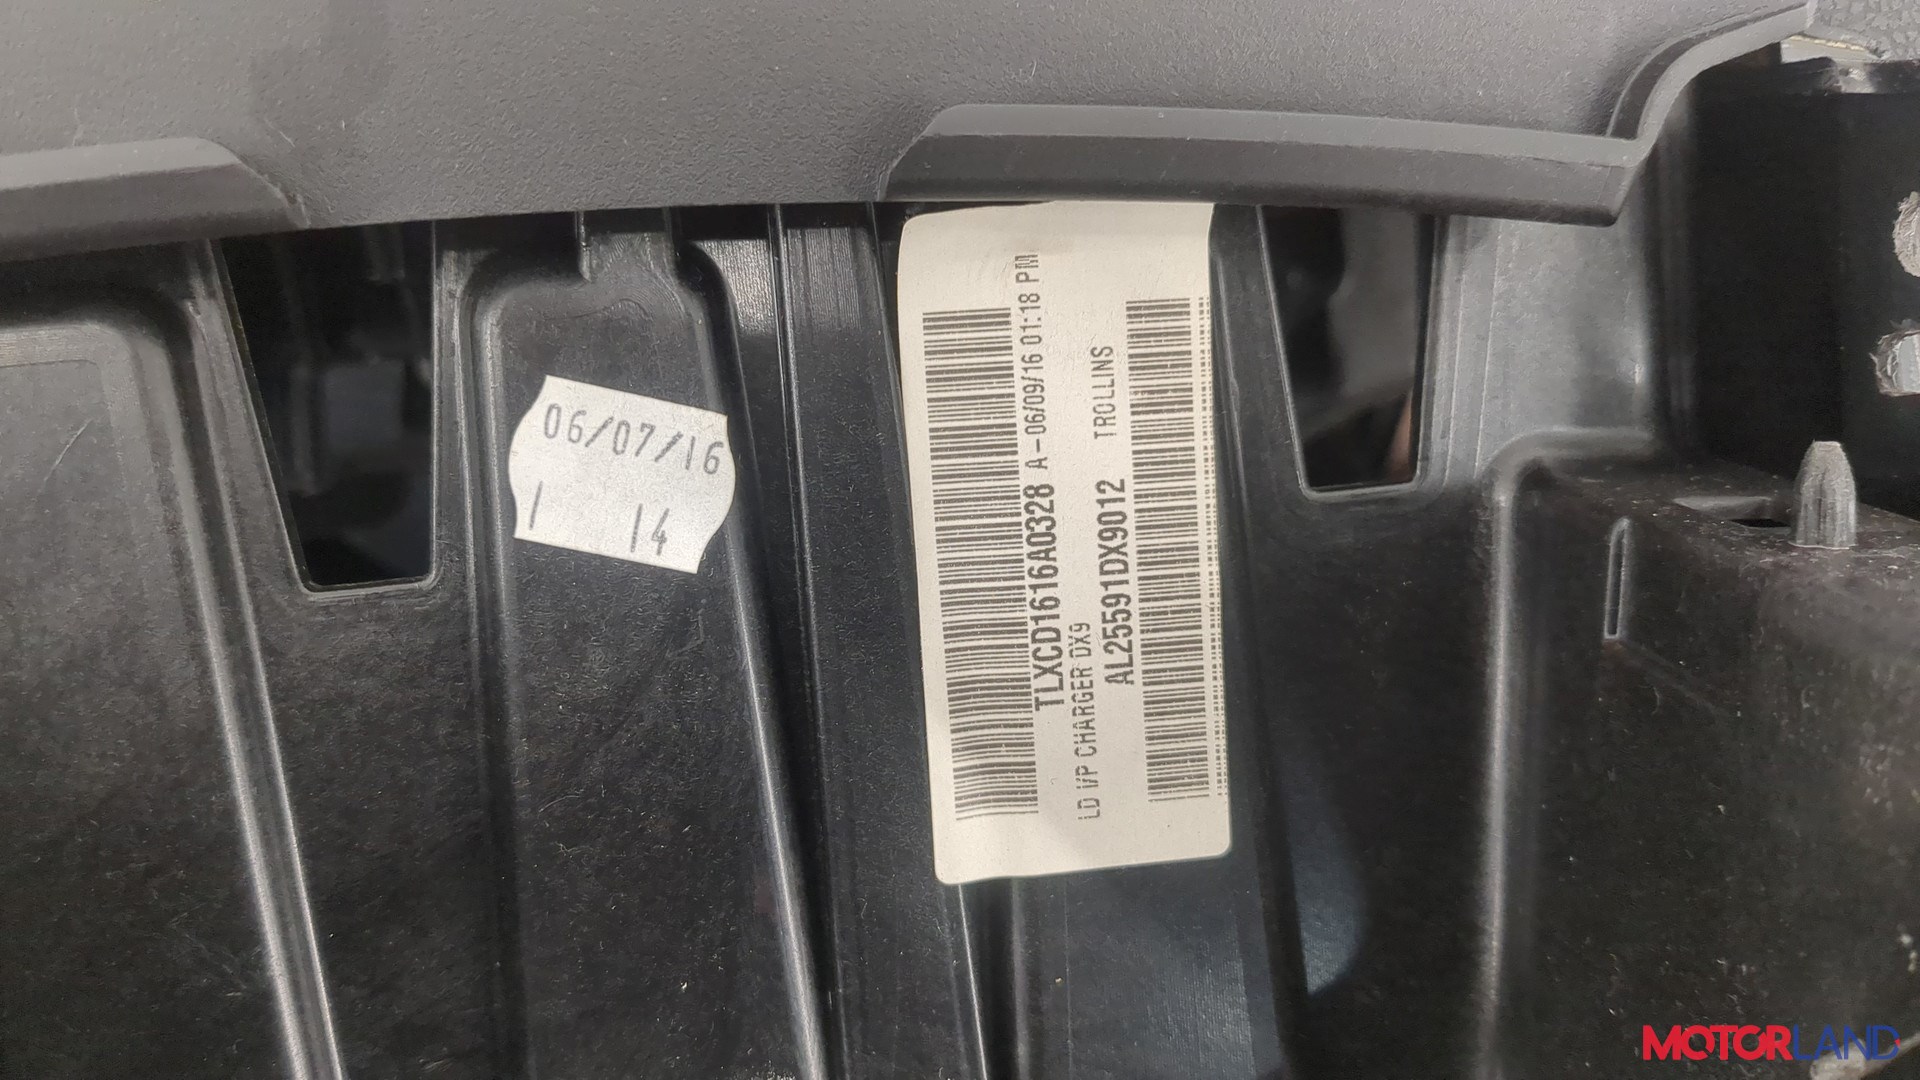 06/07/16
1 14
TLXCD1616A0328 A-06/09/16 01:18 PM
LD I/P CHARGER DX9
AL25591DX9012 TROLLINS
MOTORLAND